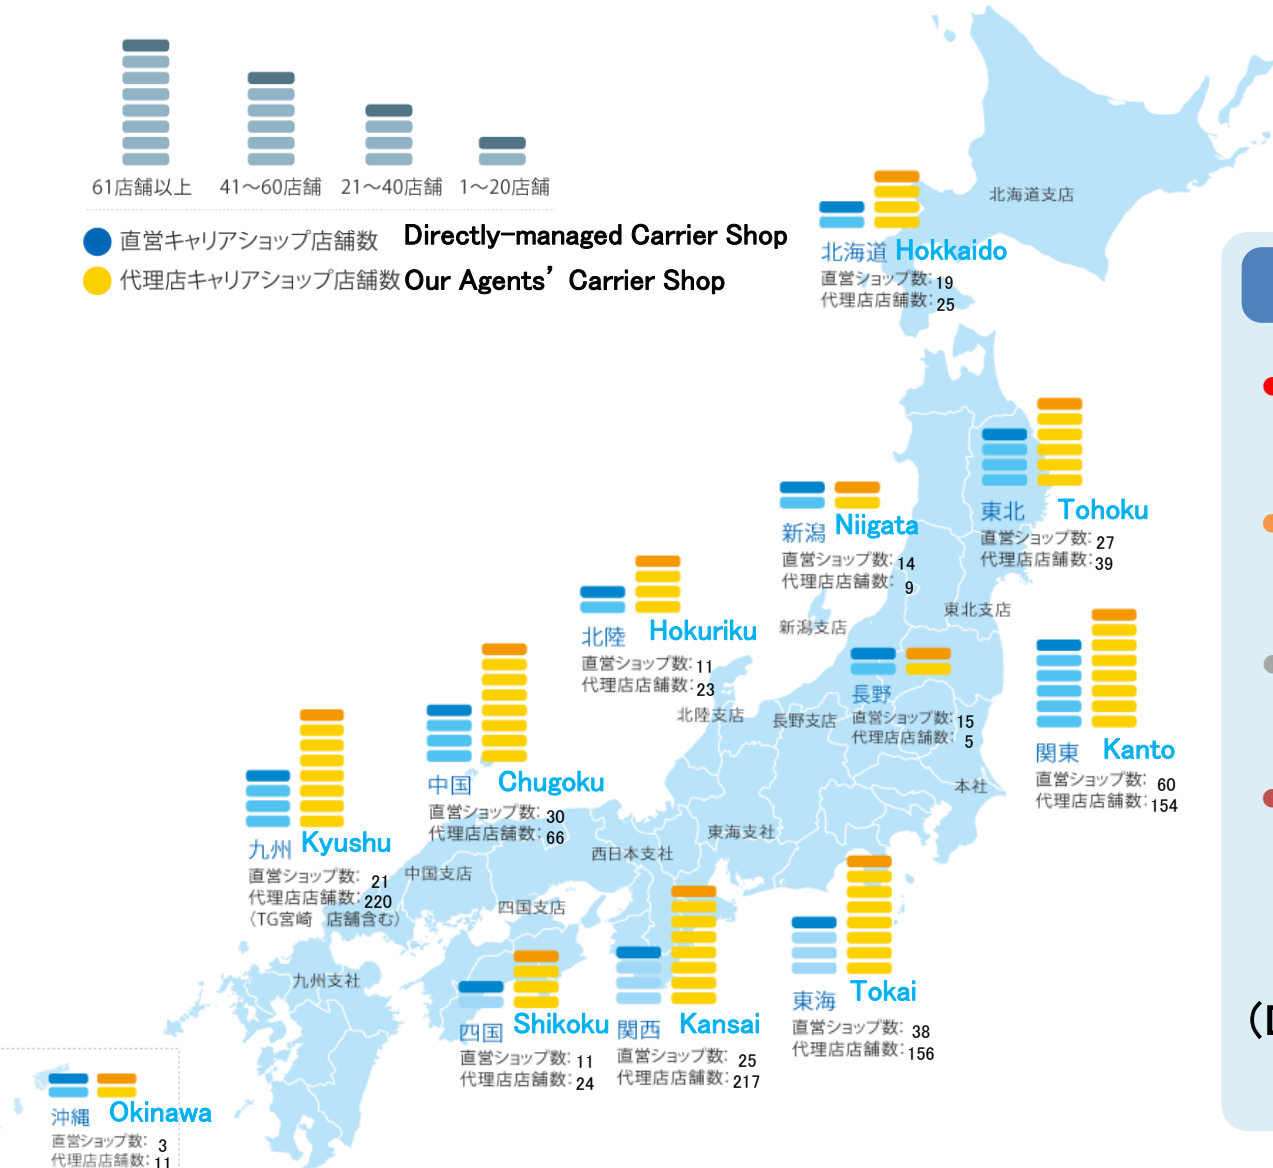 61店舗以上 41〜60店舗 21〜40店舗 1〜20店舗
直営キャリアショップ店舗数 Directly-managed Carrier Shop
代理店キャリアショップ店舗数 Our Agents’ Carrier Shop
北海道支店
北海道 Hokkaido
直営ショップ数: 19
代理店店舗数: 25
東北 Tohoku
直営ショップ数: 27
代理店店舗数: 39
東北支店
新潟 Niigata
直営ショップ数: 14
代理店店舗数: 9
新潟支店
北陸 Hokuriku
直営ショップ数: 11
代理店店舗数: 23
北陸支店
長野支店
長野
直営ショップ数: 15
代理店店舗数: 5
関東 Kanto
直営ショップ数: 60
代理店店舗数: 154
本社
中国 Chugoku
直営ショップ数: 30
代理店店舗数: 66
中国支店
東海支社
西日本支社
九州 Kyushu
直営ショップ数: 21
代理店店舗数: 220
（TG宮崎 店舗含む）
九州支社
四国支店
四国 Shikoku
直営ショップ数: 11
代理店店舗数: 24
関西 Kansai
直営ショップ数: 25
代理店店舗数: 217
東海 Tokai
直営ショップ数: 38
代理店店舗数: 156
沖縄 Okinawa
直営ショップ数: 3
代理店店舗数: 11